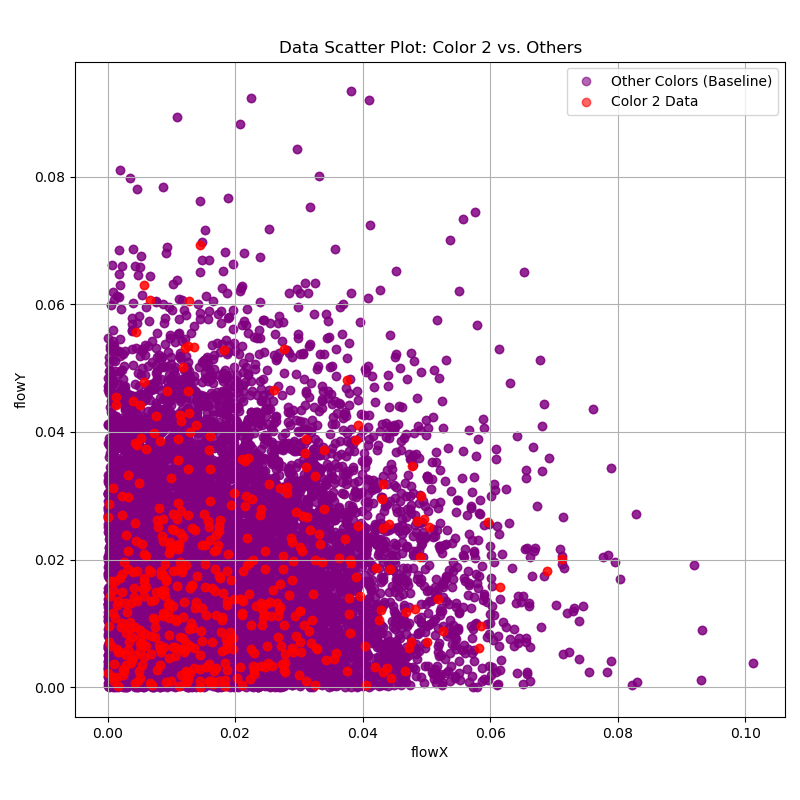 Data Scatter Plot: Color 2 vs. Others
Other Colors (Baseline)
Color 2 Data
flowY
0.08
0.06
0.04
0.02
0.00
0.00 0.02 0.04 0.06 0.08 0.10
flowX